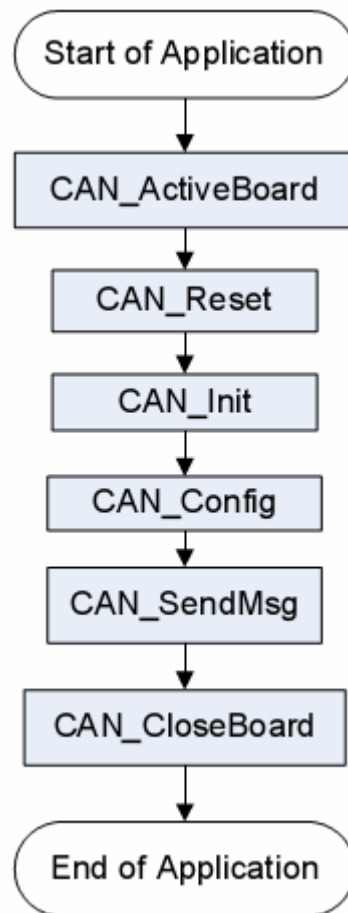 Start of Application
CAN_ActiveBoard
CAN_Reset
CAN_Init
CAN_Config
CAN_SendMsg
CAN_CloseBoard
End of Application